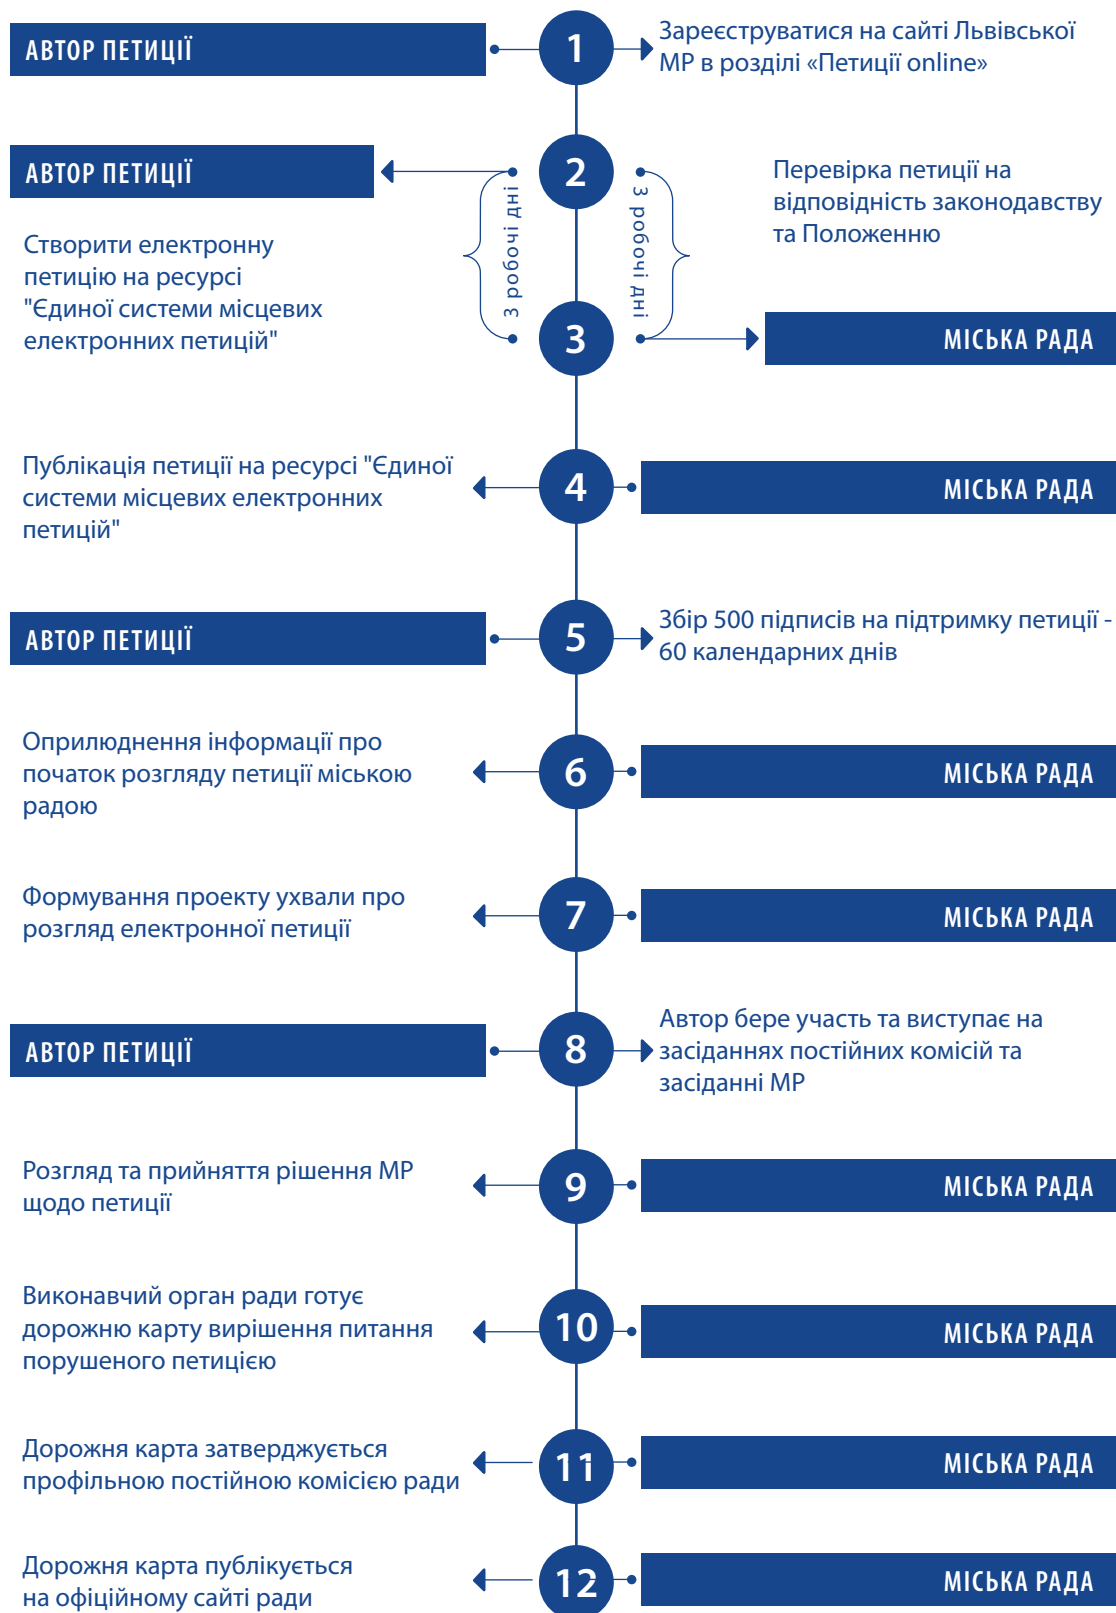 АВТОР ПЕТИЦІЇ
1
Зареєструватися на сайті Львівської
МР в розділі «Петиції online»
АВТОР ПЕТИЦІЇ
2
Створити електронну
петицію на ресурсі
"Єдиної системи місцевих
електронних петицій"
3 робочі дні
3 робочі дні
Перевірка петиції на
відповідність законодавству
та Положенню
3
МІСЬКА РАДА
Публікація петиції на ресурсі "Єдиної
системи місцевих електронних
петицій"
4
МІСЬКА РАДА
АВТОР ПЕТИЦІЇ
5
Збір 500 підписів на підтримку петиції -
60 календарних днів
Оприлюднення інформації про
початок розгляду петиції міською
радою
6
МІСЬКА РАДА
Формування проекту ухвали про
розгляд електронної петиції
7
МІСЬКА РАДА
АВТОР ПЕТИЦІЇ
8
Автор бере участь та виступає на
засіданнях постійних комісій та
засіданні МР
Розгляд та прийняття рішення МР
щодо петиції
9
МІСЬКА РАДА
Виконавчий орган ради готує
дорожню карту вирішення питання
порушеного петицією
10
МІСЬКА РАДА
Дорожня карта затверджується
профільною постійною комісією ради
11
МІСЬКА РАДА
Дорожня карта публікується
на офіційному сайті ради
12
МІСЬКА РАДА